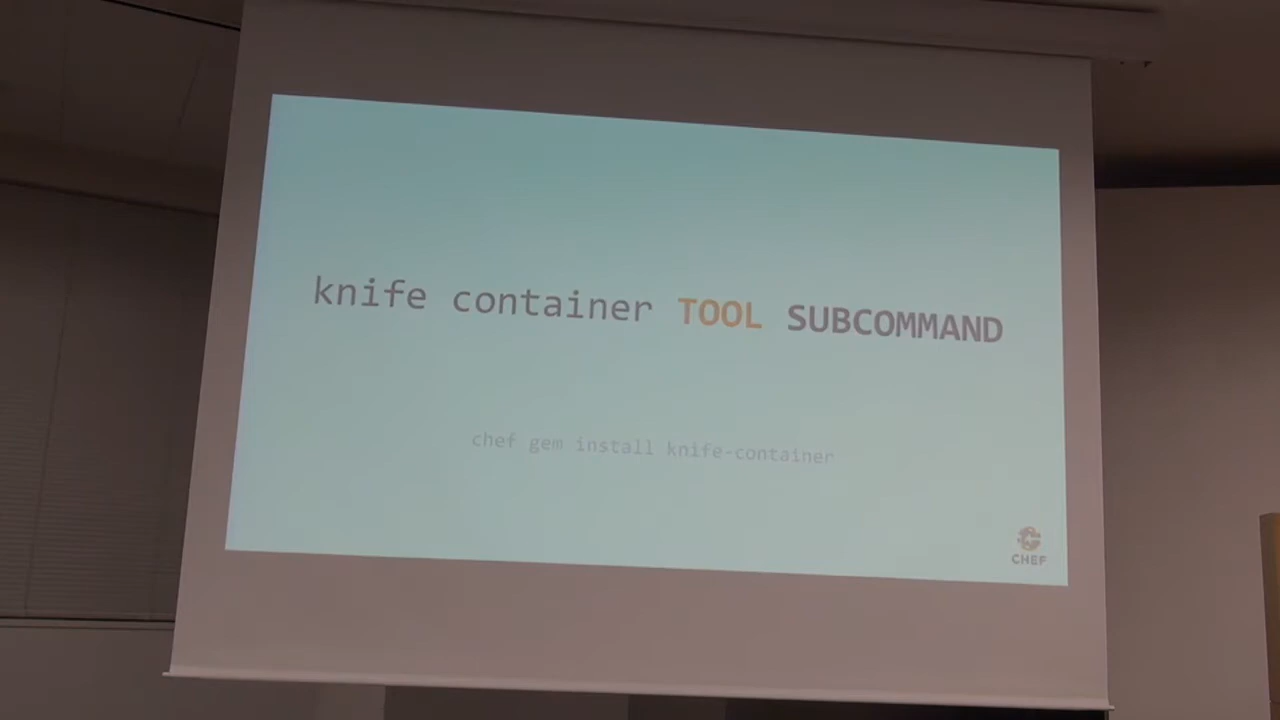 knife container TOOL SUBCOMMAND
chef gem install knife-container
CHEF